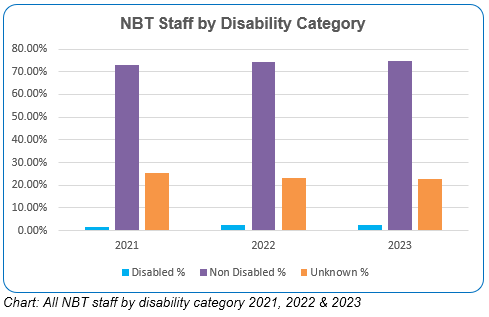 NBT Staff by Disability Category
80.00%
70.00%
60.00%
50.00%
40.00%
30.00%
20.00%
10.00%
0.00%
2021 2022 2023
Disabled % Non Disabled % Unknown %
Chart: All NBT staff by disability category 2021, 2022 & 2023